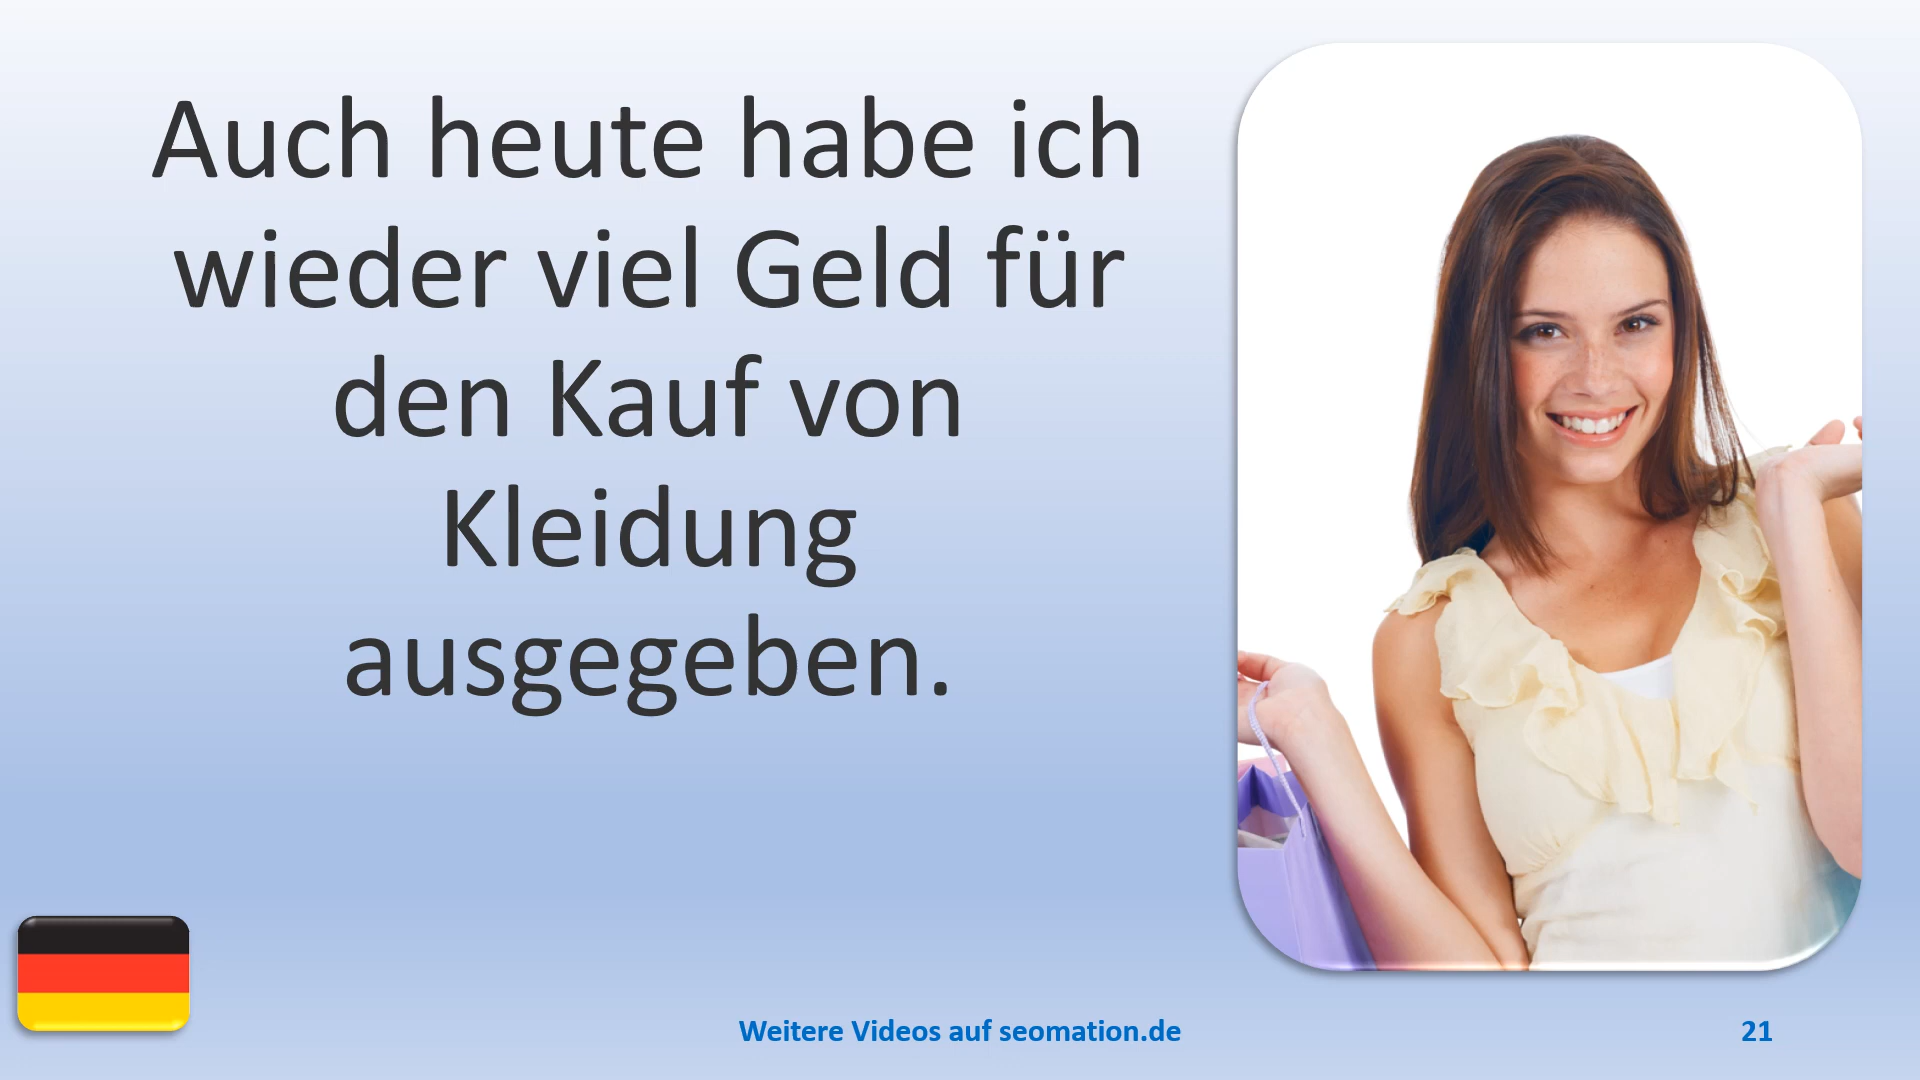 Auch heute habe ich
wieder viel Geld für
den Kauf von
Kleidung
ausgegeben.
Weitere Videos auf seomation.de
21